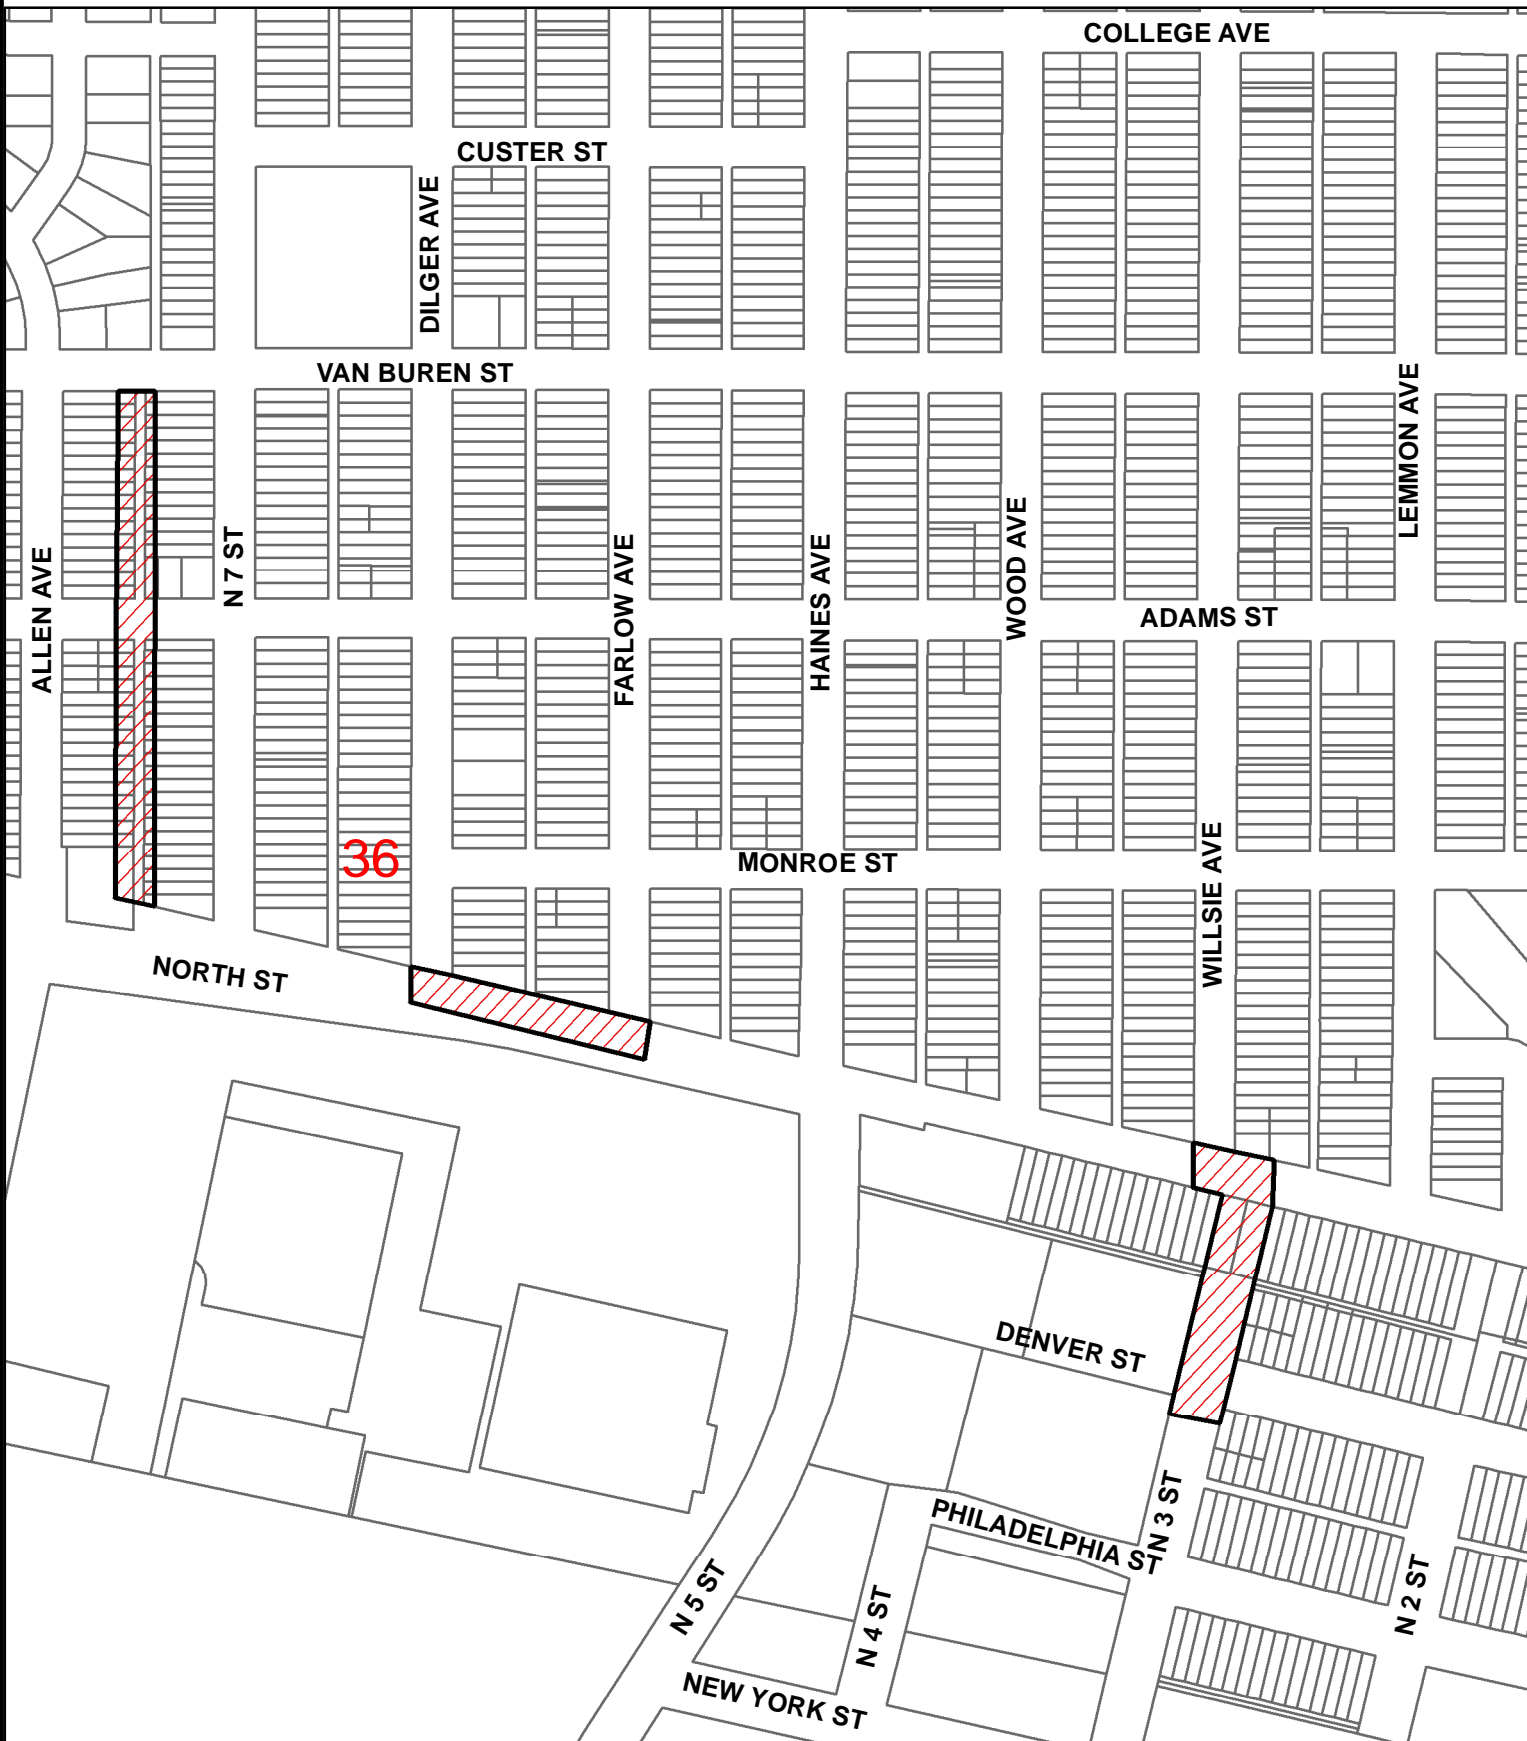 COLLEGE AVE
CUSTER ST
DILGER AVE
VAN BUREN ST
LEMMON AVE
WOOD AVE
N 7 ST
FARLOW AVE
HAINES AVE
ALLEN AVE
ADAMS ST
36
MONROE ST
WILLSIE AVE
NORTH ST
DENVER ST
N 3 ST
PHILADELPHIA ST
N 5 ST
N 4 ST
N 2 ST
NEW YORK ST